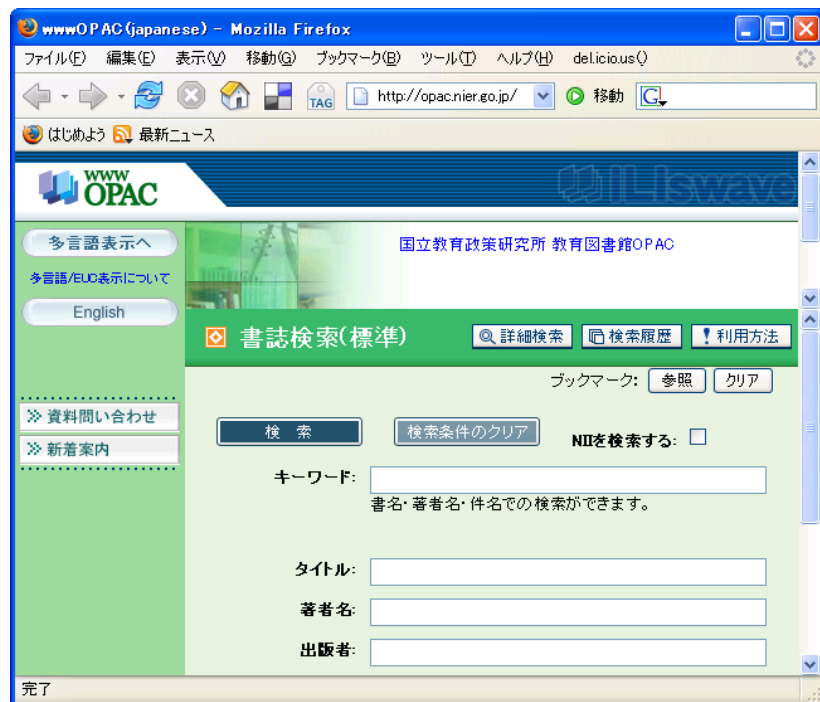 wwwOPAC(japanese) - Mozilla Firefox
ファイル(F) 編集(E) 表示(V) 移動(G) ブックマーク(B) ツール(T) ヘルプ(H) del.icio.us()
TAG http://opac.nier.go.jp/ 移動 G
はじめよう 最新ニュース
www OPAC iLiswave
多言語表示へ
国立教育政策研究所 教育図書館OPAC
多言語/EUC表示について
English
書誌検索(標準) 詳細検索 検索履歴 利用方法
ブックマーク: 参照 クリア
資料問い合わせ
検 索 検索条件のクリア NIIを検索する:
新着案内
キーワード:
書名・著者名・件名での検索ができます。
タイトル:
著者名:
出版者:
完了